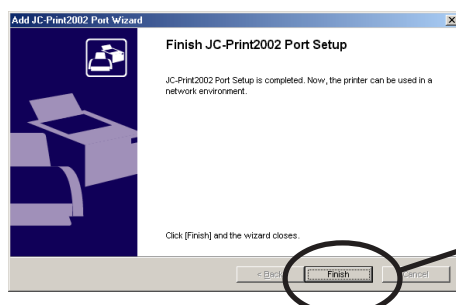 Add JC-Print2002 Port Wizard
Finish JC-Print2002 Port Setup
JC-Print2002 Port Setup is completed. Now, the printer can be used in a
network environment.
Click [Finish] and the wizard closes.
< Back Finish Cancel